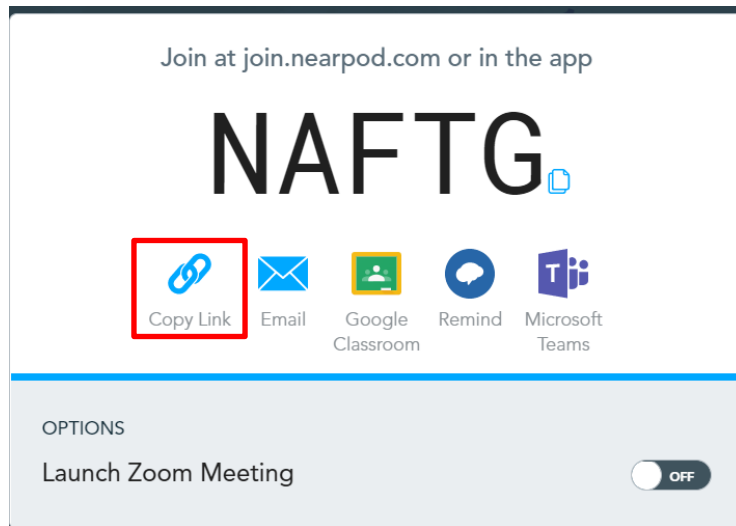 Join at join.nearpod.com or in the app
NAFTG
Copy Link
Email
Google
Classroom
Remind
Microsoft
Teams
OPTIONS
Launch Zoom Meeting
OFF